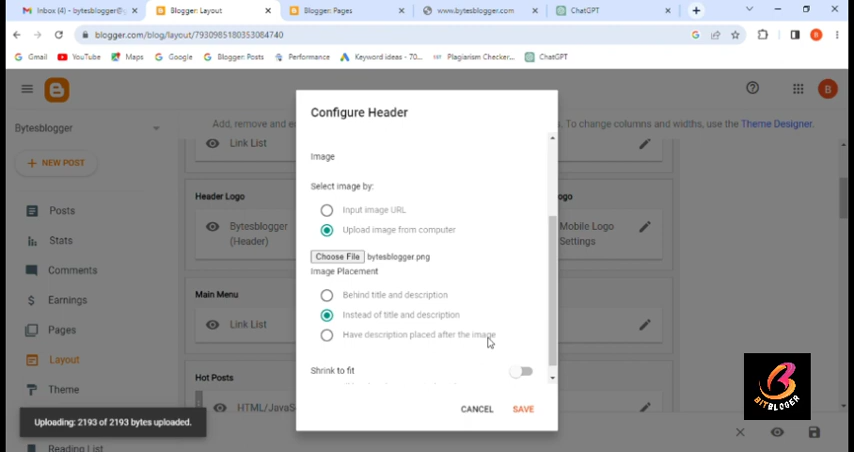 Inbox (4) - bytesblogger@g
Blogger: Layout
Blogger: Pages
www.bytesblogger.com
ChatGPT
blogger.com/blog/layout/7930985180353084740
B
Gmail
YouTube
Maps
Google
Blogger: Posts
Performance
Keyword ideas - 70...
Plagiarism Checker...
ChatGPT
B
Bytesblogger
Add, remove and e
To change columns and widths, use the Theme Designer.
NEW POST
Posts
Stats
Comments
Earnings
Pages
Layout
Theme
Reading List
Link List
Header Logo
Bytesblogger
(Header)
Main Menu
Link List
Hot Posts
HTML/JavaS
ogo
Mobile Logo
Settings
Configure Header
Image
Select image by:
Input image URL
Upload image from computer
Choose File bytesblogger.png
Image Placement
Behind title and description
Instead of title and description
Have description placed after the image
Shrink to fit
CANCEL SAVE
Uploading: 2193 of 2193 bytes uploaded.
BITBLOGER